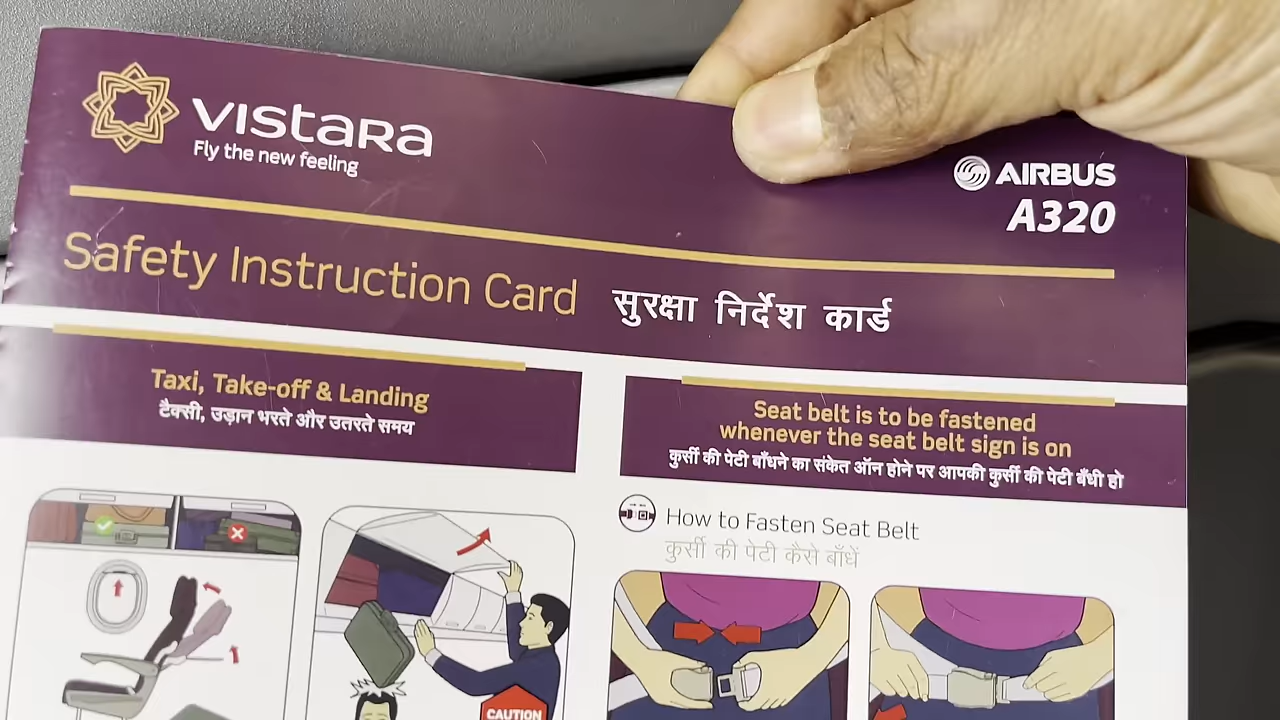 VISTARA
Fly the new feeling
AIRBUS
A320
Safety Instruction Card सुरक्षा निर्देश कार्ड
Taxi, Take-off & Landing
टैक्सी, उड़ान भरते और उतरते समय
Seat belt is to be fastened
whenever the seat belt sign is on
कुर्सी की पेटी बाँधने का संकेत ऑन होने पर आपकी कुर्सी की पेटी बँधी हो
How to Fasten Seat Belt
कुर्सी की पेटी कैसे बाँधें
CAUTION